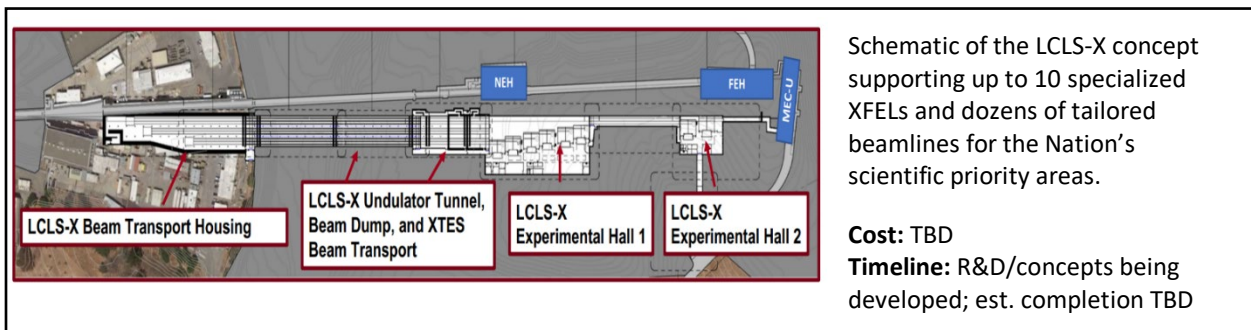 NEH
FEH
MEC-U
LCLS-X Beam Transport Housing
LCLS-X Undulator Tunnel,
Beam Dump, and XTES
Beam Transport
LCLS-X
Experimental Hall 1
LCLS-X
Experimental Hall 2
Schematic of the LCLS-X concept
supporting up to 10 specialized
XFELs and dozens of tailored
beamlines for the Nation’s
scientific priority areas.
Cost: TBD
Timeline: R&D/concepts being
developed; est. completion TBD